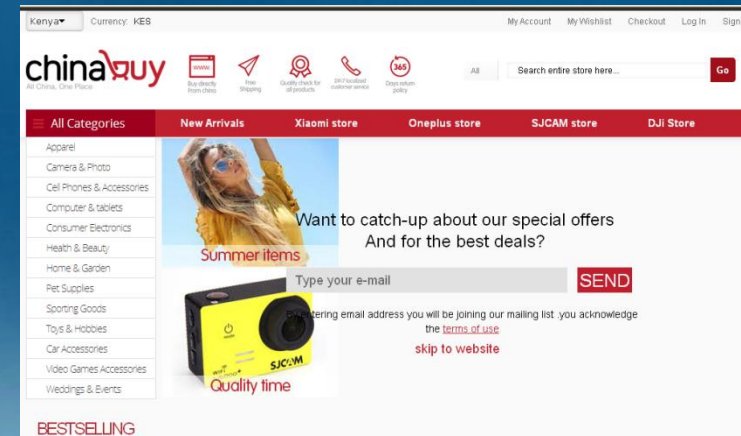 Kenya
Currency: KES
My Account My Wishlist Checkout Log In Sign
chinabuy
All China, One Place
www.
Buy directly
from china
Free
Shipping
Quality check for
all products
24/7 localized
customer service
365
Days return
policy
All
Search entire store here...
Go
All Categories
New Arrivals
Xiaomi store
Oneplus store
SJCAM store
DJi Store
Apparel
Camera & Photo
Cell Phones & Accessories
Computer & tablets
Consumer Electronics
Health & Beauty
Home & Garden
Pet Supplies
Sporting Goods
Toys & Hobbies
Car Accessories
Video Games Accessories
Weddings & Events
Summer items
SJCAM
WiFi
Quality time
Want to catch-up about our special offers
And for the best deals?
Type your e-mail
SEND
By entering email address you will be joining our mailing list .you acknowledge
the terms of use
skip to website
BESTSELLING